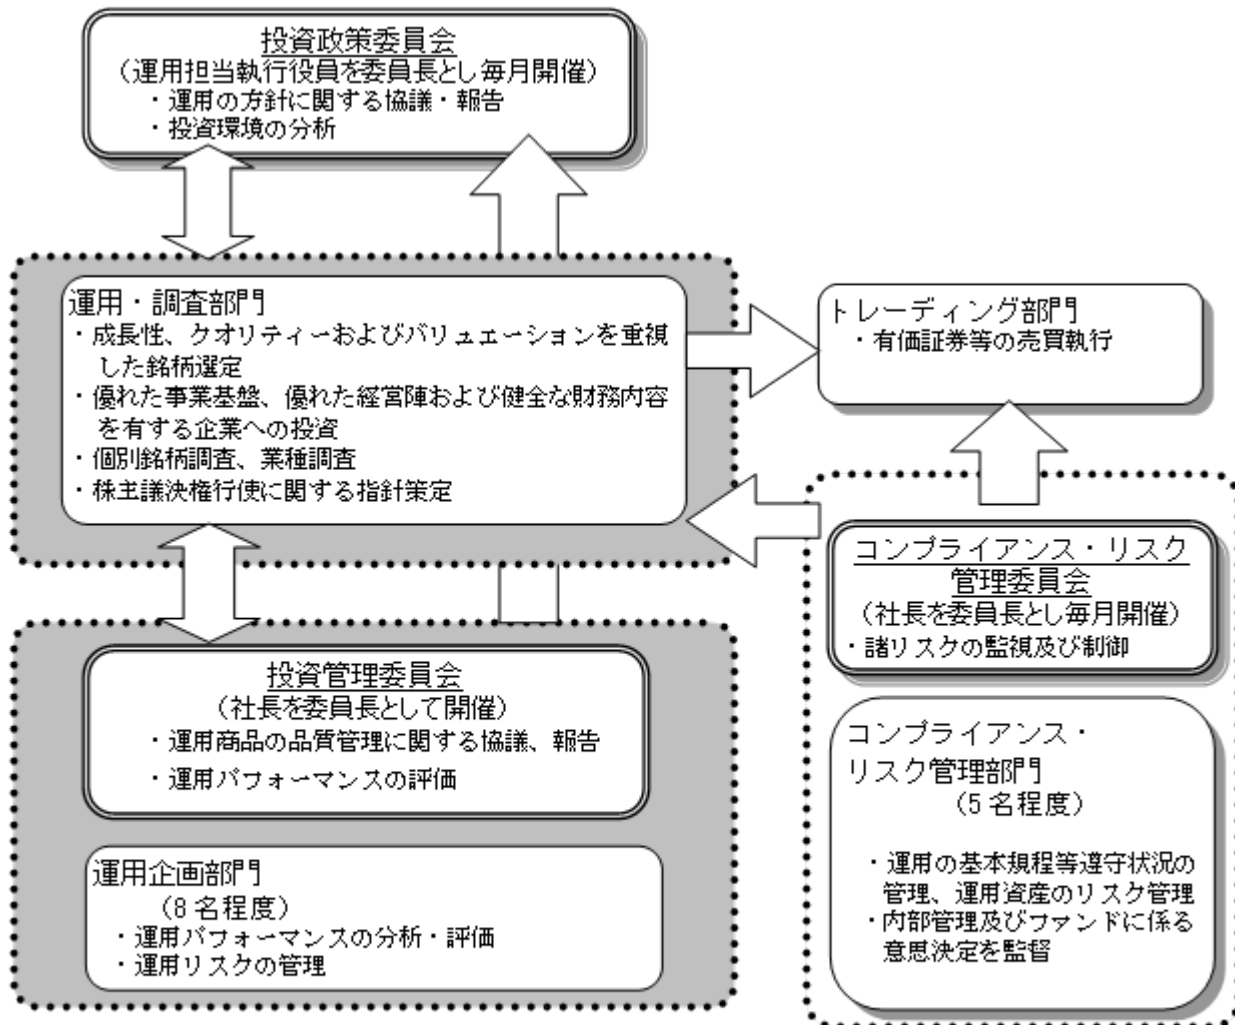 投資政策委員会
（運用担当執行役員を委員長とし毎月開催）
・運用の方針に関する協議・報告
・投資環境の分析
運用・調査部門
・成長性、クオリティーおよびバリュエーションを重視
した銘柄選定
・優れた事業基盤、優れた経営陣および健全な財務内容
を有する企業への投資
・個別銘柄調査、業種調査
・株主議決権行使に関する指針策定
トレーディング部門
・有価証券等の売買執行
投資管理委員会
（社長を委員長として開催）
・運用商品の品質管理に関する協議、報告
・運用パフォーマンスの評価
運用企画部門
（8名程度）
・運用パフォーマンスの分析・評価
・運用リスクの管理
コンプライアンス・リスク
管理委員会
（社長を委員長とし毎月開催）
・諸リスクの監視及び制御
コンプライアンス・
リスク管理部門
（5名程度）
・運用の基本規程等遵守状況の
管理、運用資産のリスク管理
・内部管理及びファンドに係る
意思決定を監督